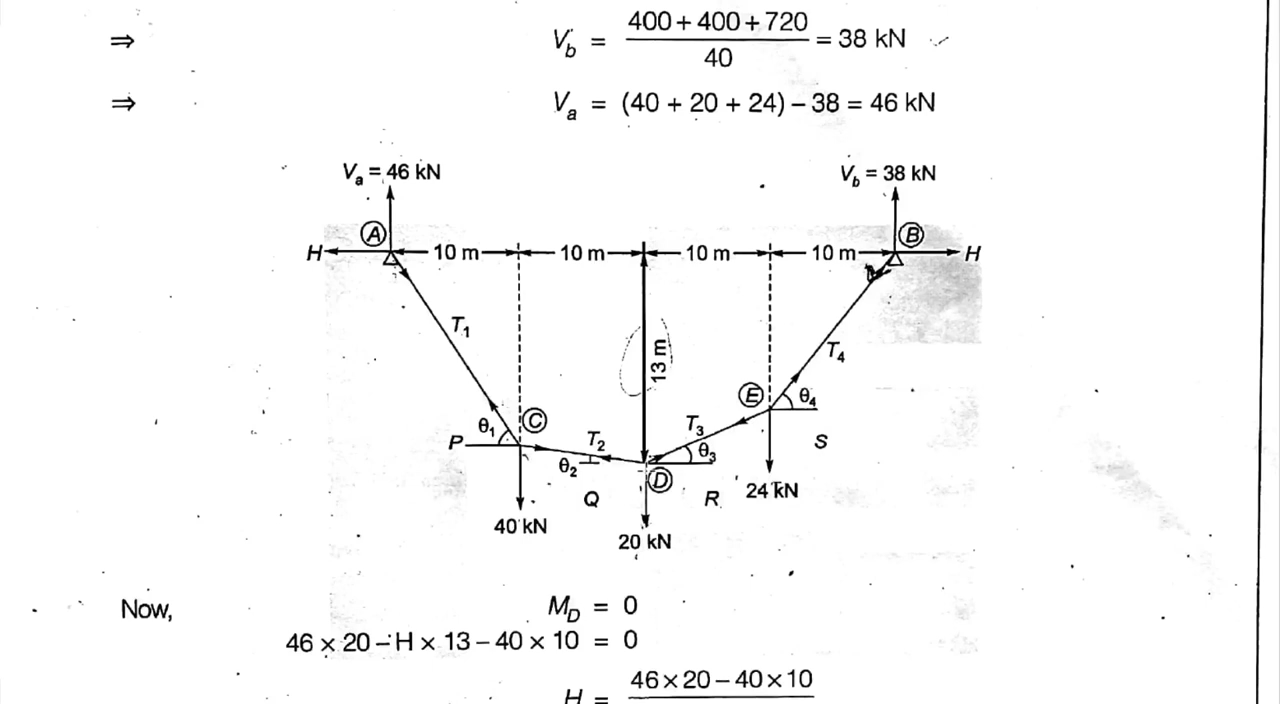 ⇒ V_b = (400 + 400 + 720)/40 = 38 kN
⇒ V_a = (40 + 20 + 24) – 38 = 46 kN
V_a = 46 kN
V_b = 38 kN
A
B
H
10 m
10 m
10 m
10 m
H
T_1
13 m
T_4
E
θ_4
C
θ_1
P
T_2
T_3
S
θ_2
θ_3
D
Q
R
24 kN
40 kN
20 kN
Now, M_D = 0
46 × 20 – H × 13 – 40 × 10 = 0
H = 46 × 20 – 40 × 10